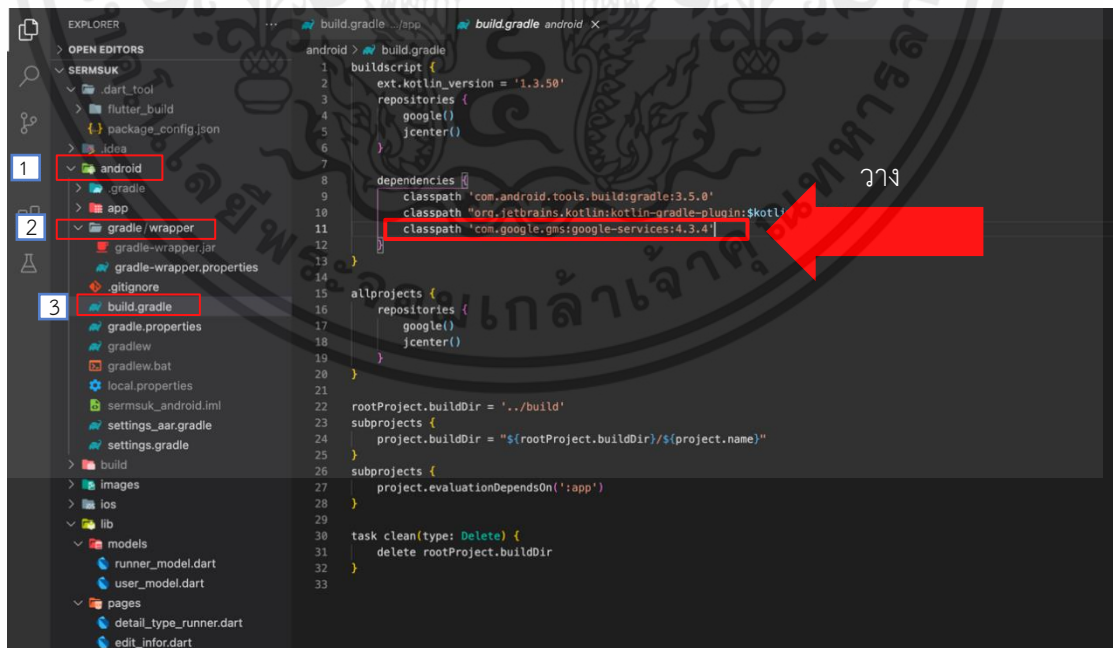 EXPLORER
OPEN EDITORS
SERMSUK
.dart_tool
flutter_build
package_config.json
.idea
1
android
.gradle
app
2
gradle/wrapper
gradle-wrapper.jar
gradle-wrapper.properties
.gitignore
3
build.gradle
gradle.properties
gradlew
gradlew.bat
local.properties
sermsuk_android.iml
settings_aar.gradle
settings.gradle
build
images
ios
lib
models
runner_model.dart
user_model.dart
pages
detail_type_runner.dart
edit_infor.dart
build.gradle .../app
build.gradle android
android > build.gradle
1 buildscript {
2 ext.kotlin_version = '1.3.50'
3 repositories {
4 google()
5 jcenter()
6 }
7
8 dependencies {
9 classpath 'com.android.tools.build:gradle:3.5.0'
10 classpath "org.jetbrains.kotlin:kotlin-gradle-plugin:$kotli
11 classpath 'com.google.gms:google-services:4.3.4'
12 }
13 }
14
15 allprojects {
16 repositories {
17 google()
18 jcenter()
19 }
20 }
21
22 rootProject.buildDir = '../build'
23 subprojects {
24 project.buildDir = "${rootProject.buildDir}/${project.name}"
25 }
26 subprojects {
27 project.evaluationDependsOn(':app')
28 }
29
30 task clean(type: Delete) {
31 delete rootProject.buildDir
32 }
33
วาง